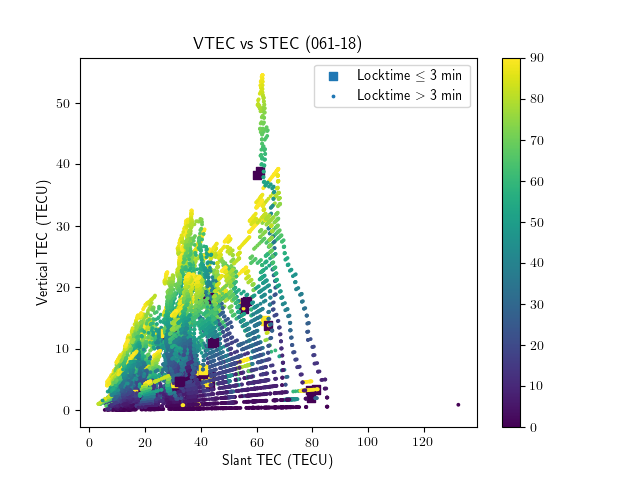 VTEC vs STEC (061-18)
Locktime ≤ 3 min
Locktime > 3 min
Vertical TEC (TECU)
50
40
30
20
10
0
0 20 40 60 80 100 120
Slant TEC (TECU)
90
80
70
60
50
40
30
20
10
0